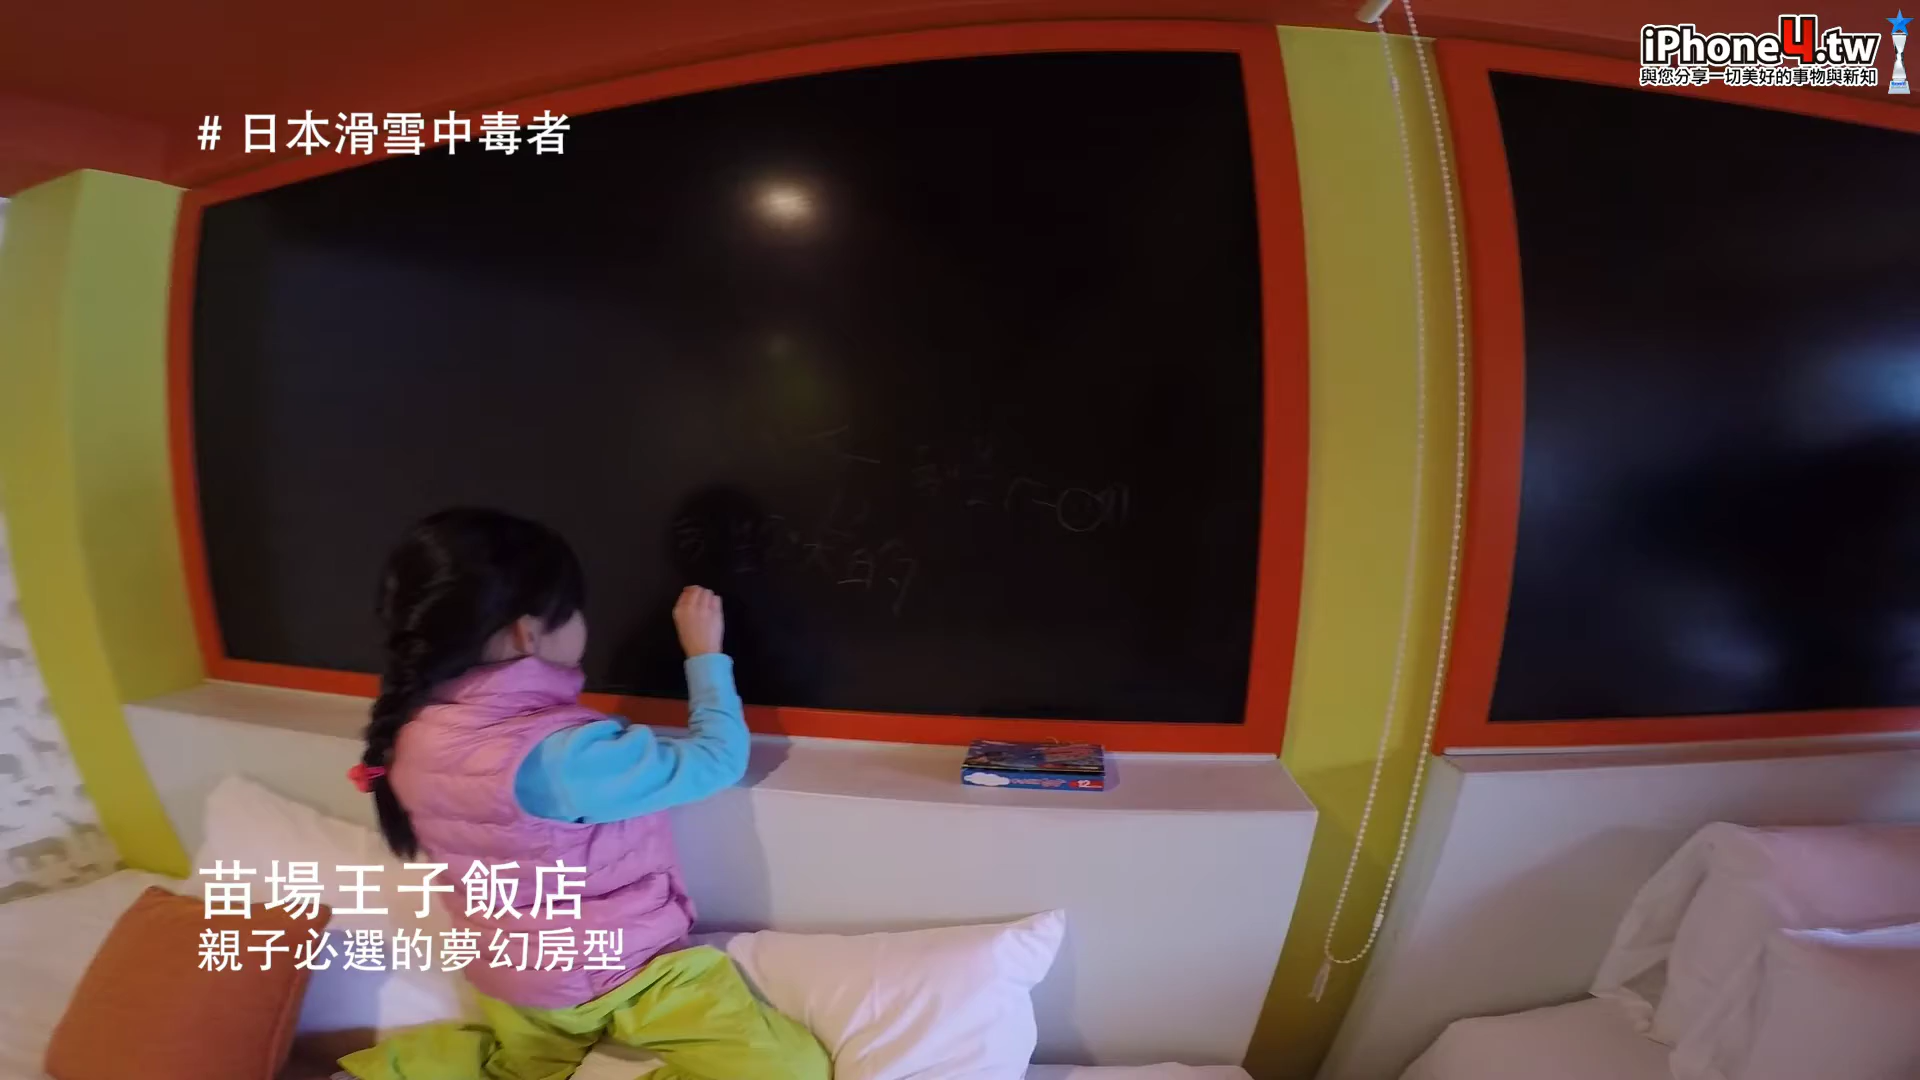 iPhone4.tw
與您分享一切美好的事物與新知
# 日本滑雪中毒者
苗場王子飯店
親子必選的夢幻房型